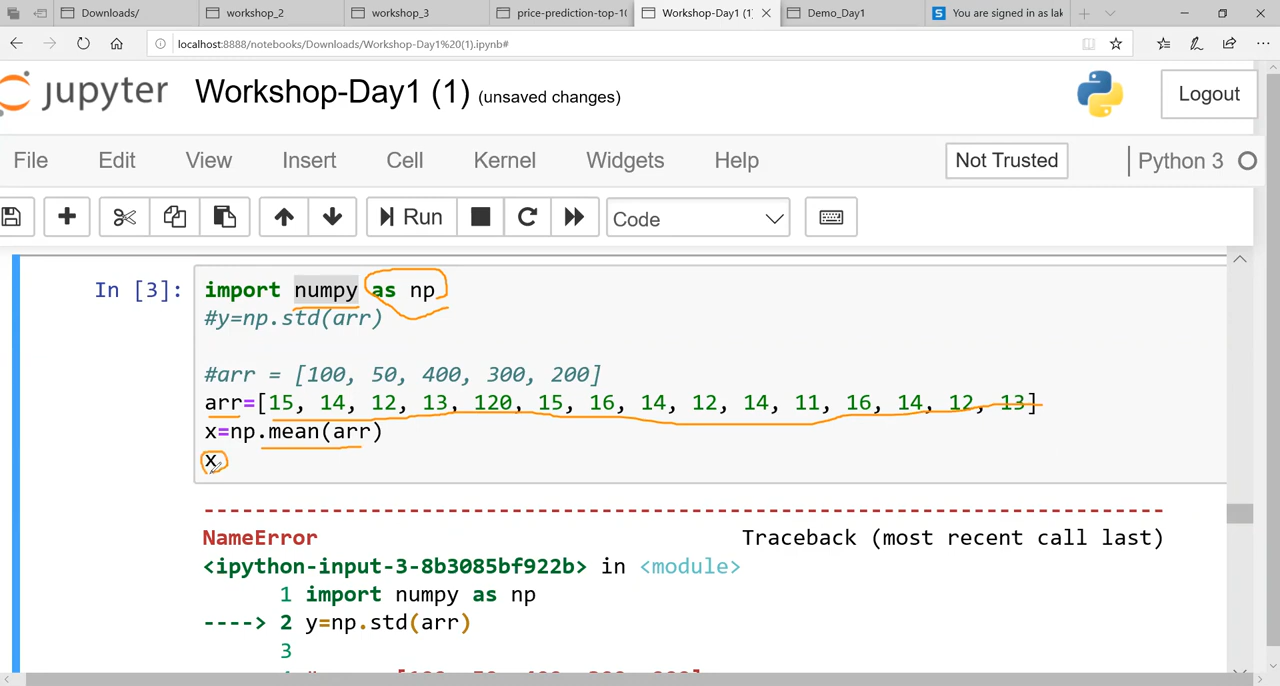 Downloads/ workshop_2 workshop_3 price-prediction-top-10 Workshop-Day1 (1) Demo_Day1 You are signed in as lak
localhost:8888/notebooks/Downloads/Workshop-Day1%20(1).ipynb#
jupyter Workshop-Day1 (1) (unsaved changes) Logout
File Edit View Insert Cell Kernel Widgets Help Not Trusted Python 3
Run Code
In [3]: import numpy as np
#y=np.std(arr)
#arr = [100, 50, 400, 300, 200]
arr=[15, 14, 12, 13, 120, 15, 16, 14, 12, 14, 11, 16, 14, 12, 13]
x=np.mean(arr)
x
---------------------------------------------------------------------------
NameError Traceback (most recent call last)
<ipython-input-3-8b3085bf922b> in <module>
1 import numpy as np
----> 2 y=np.std(arr)
3